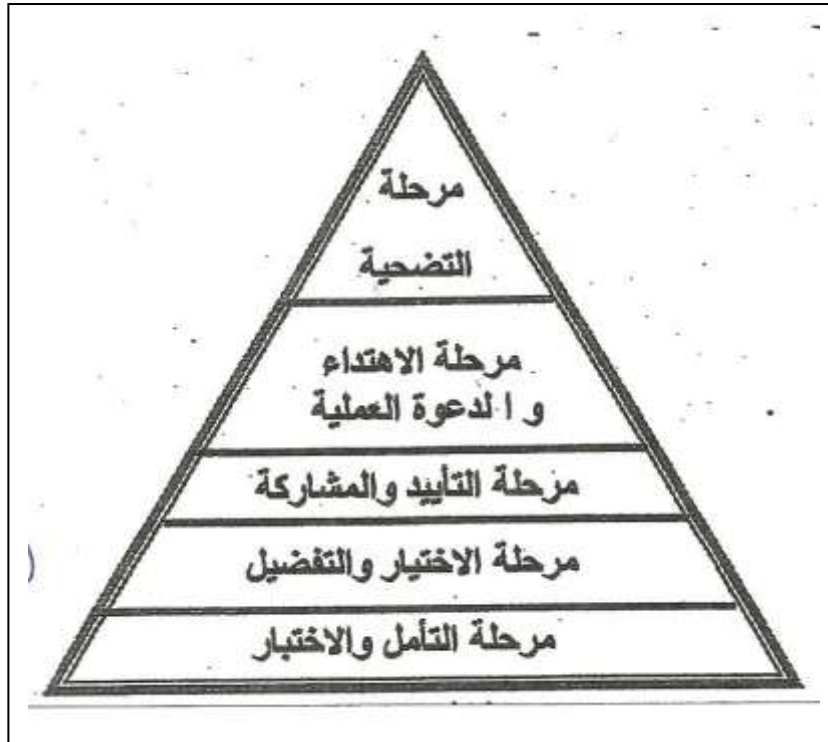 مرحلة
التضحية
مرحلة الاهتداء
و ا لدعوة العملية
مرحلة التأييد والمشاركة
مرحلة الاختيار والتفضيل
مرحلة التأمل والاختبار